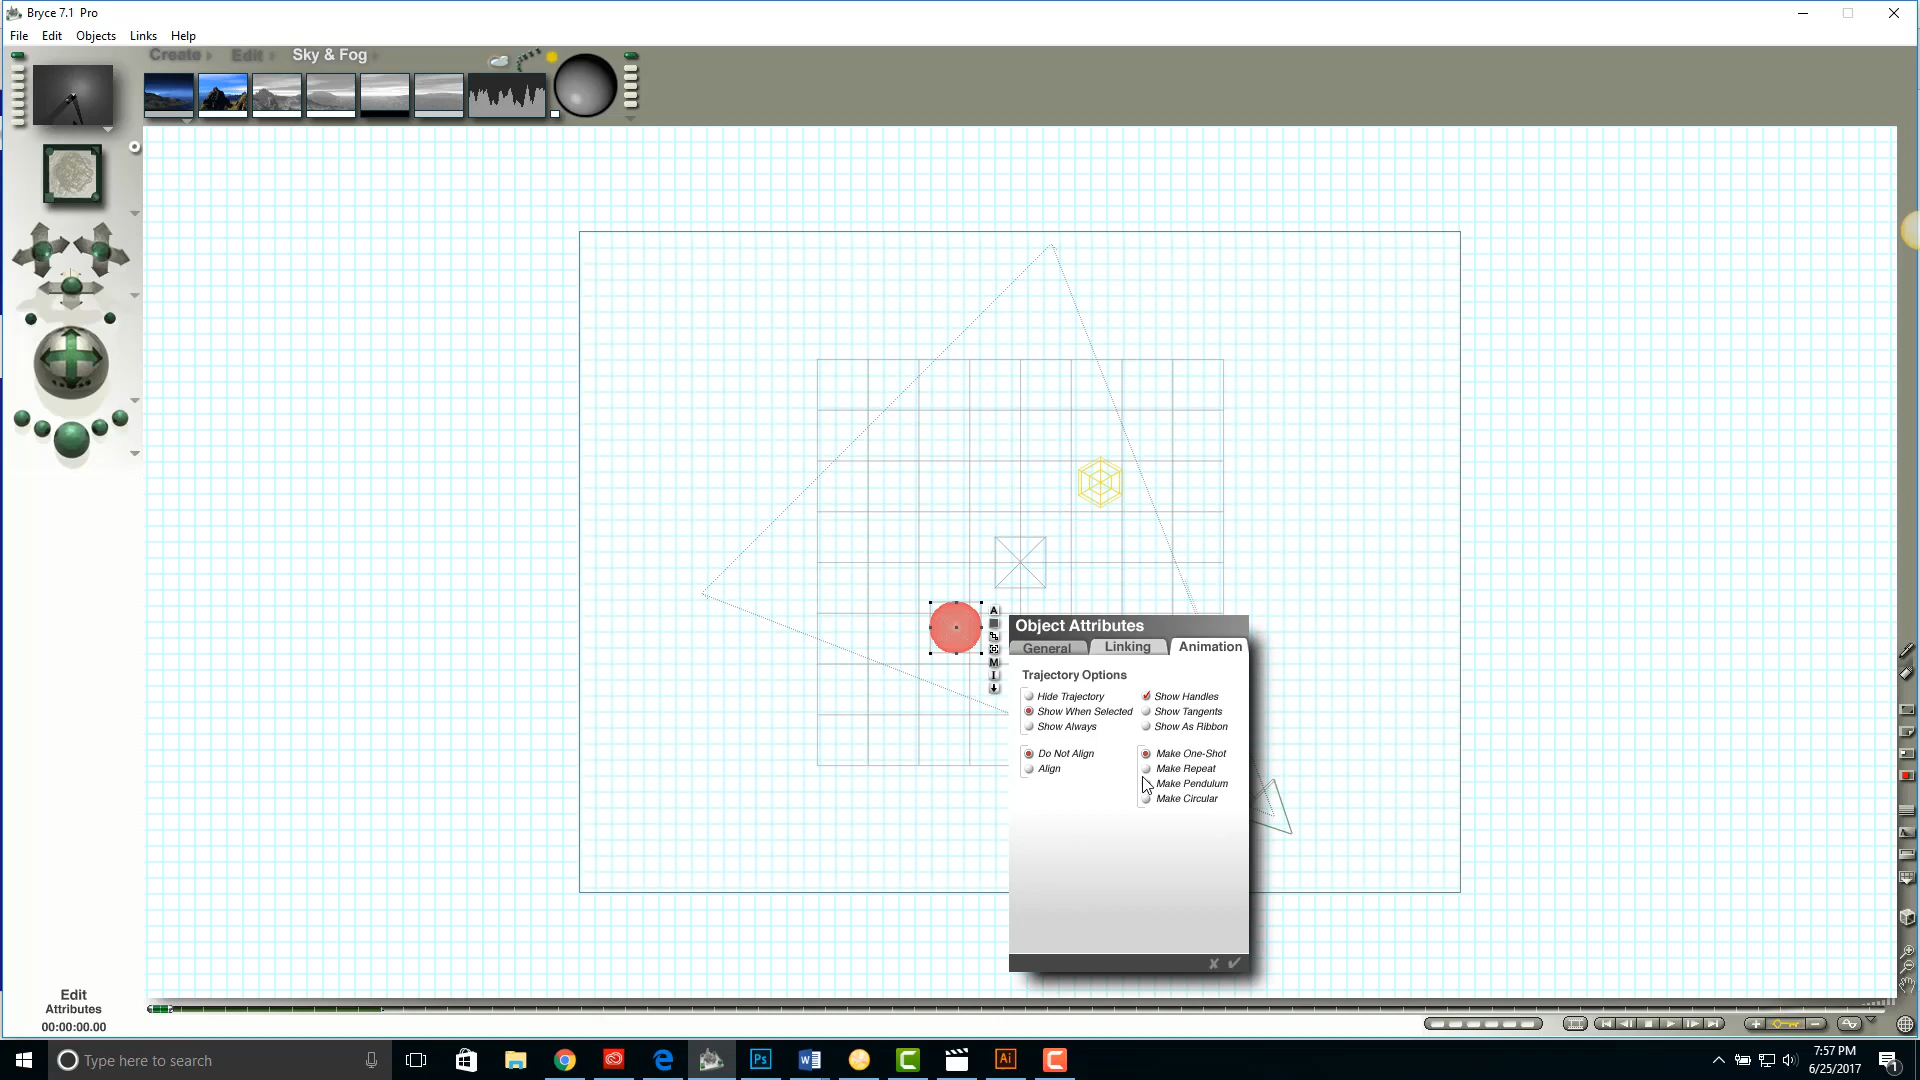 Bryce 7.1 Pro
File Edit Objects Links Help
Create Edit Sky & Fog
A
M
Object Attributes
General Linking Animation
Trajectory Options
Hide Trajectory Show Handles
Show When Selected Show Tangents
Show Always Show As Ribbon
Do Not Align Make One-Shot
Align Make Repeat
Make Pendulum
Make Circular
Edit
Attributes
00:00:00.00
Type here to search
Ps
W
C
Ai
C
7:57 PM
6/25/2017
1